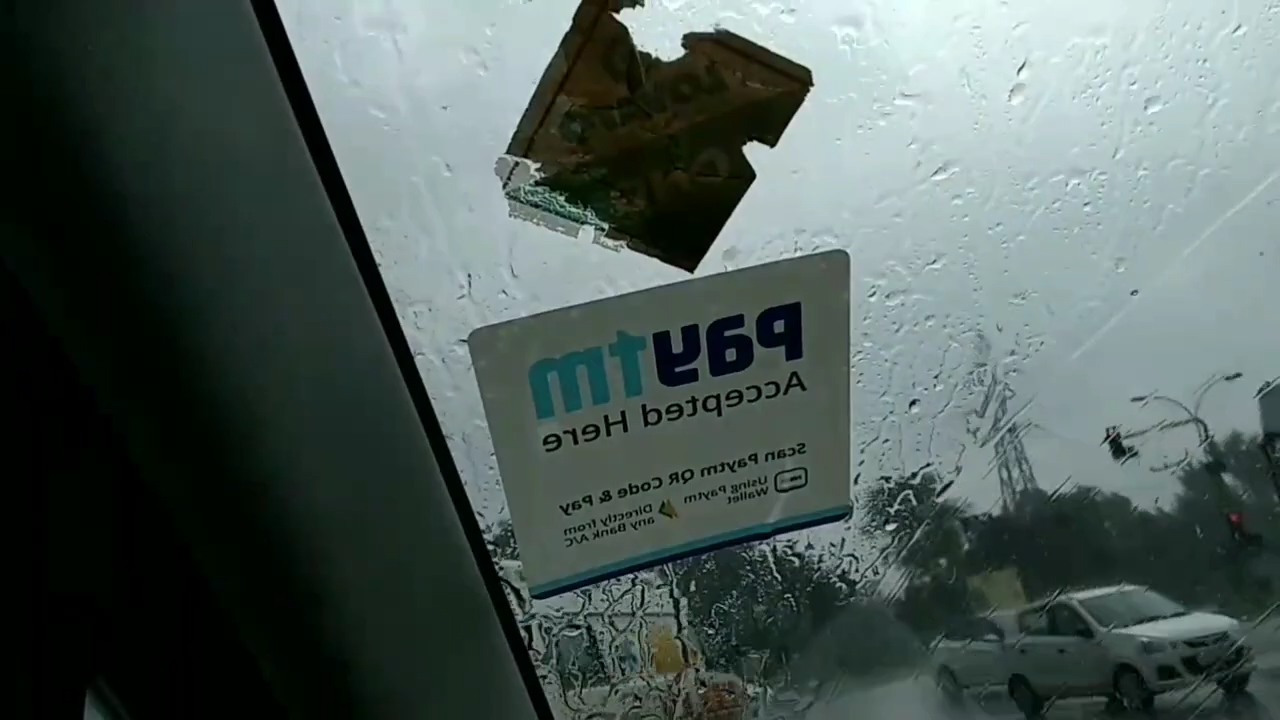 paytm
Accepted Here
Scan Paytm QR Code & Pay
Using Paytm
Wallet
Directly from
any Bank A/c